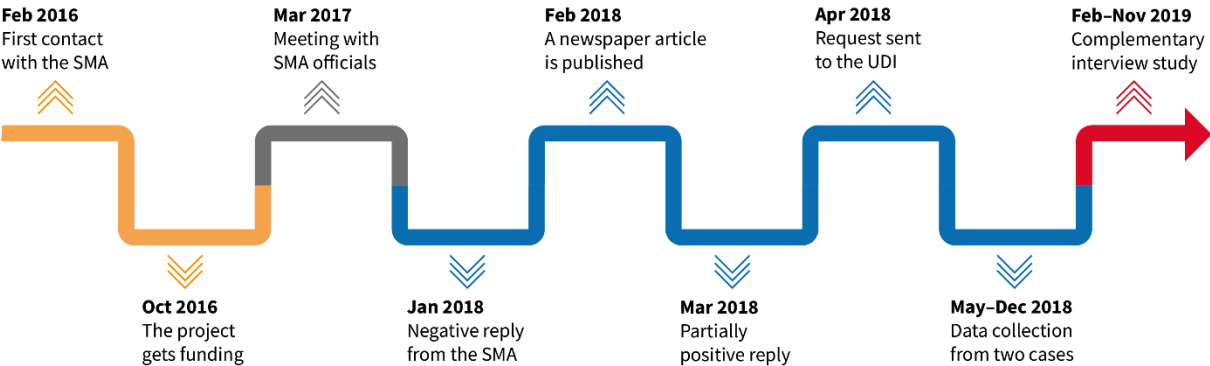 Feb 2016
First contact
with the SMA
Mar 2017
Meeting with
SMA officials
Feb 2018
A newspaper article
is published
Apr 2018
Request sent
to the UDI
Feb–Nov 2019
Complementary
interview study
Oct 2016
The project
gets funding
Jan 2018
Negative reply
from the SMA
Mar 2018
Partially
positive reply
May–Dec 2018
Data collection
from two cases